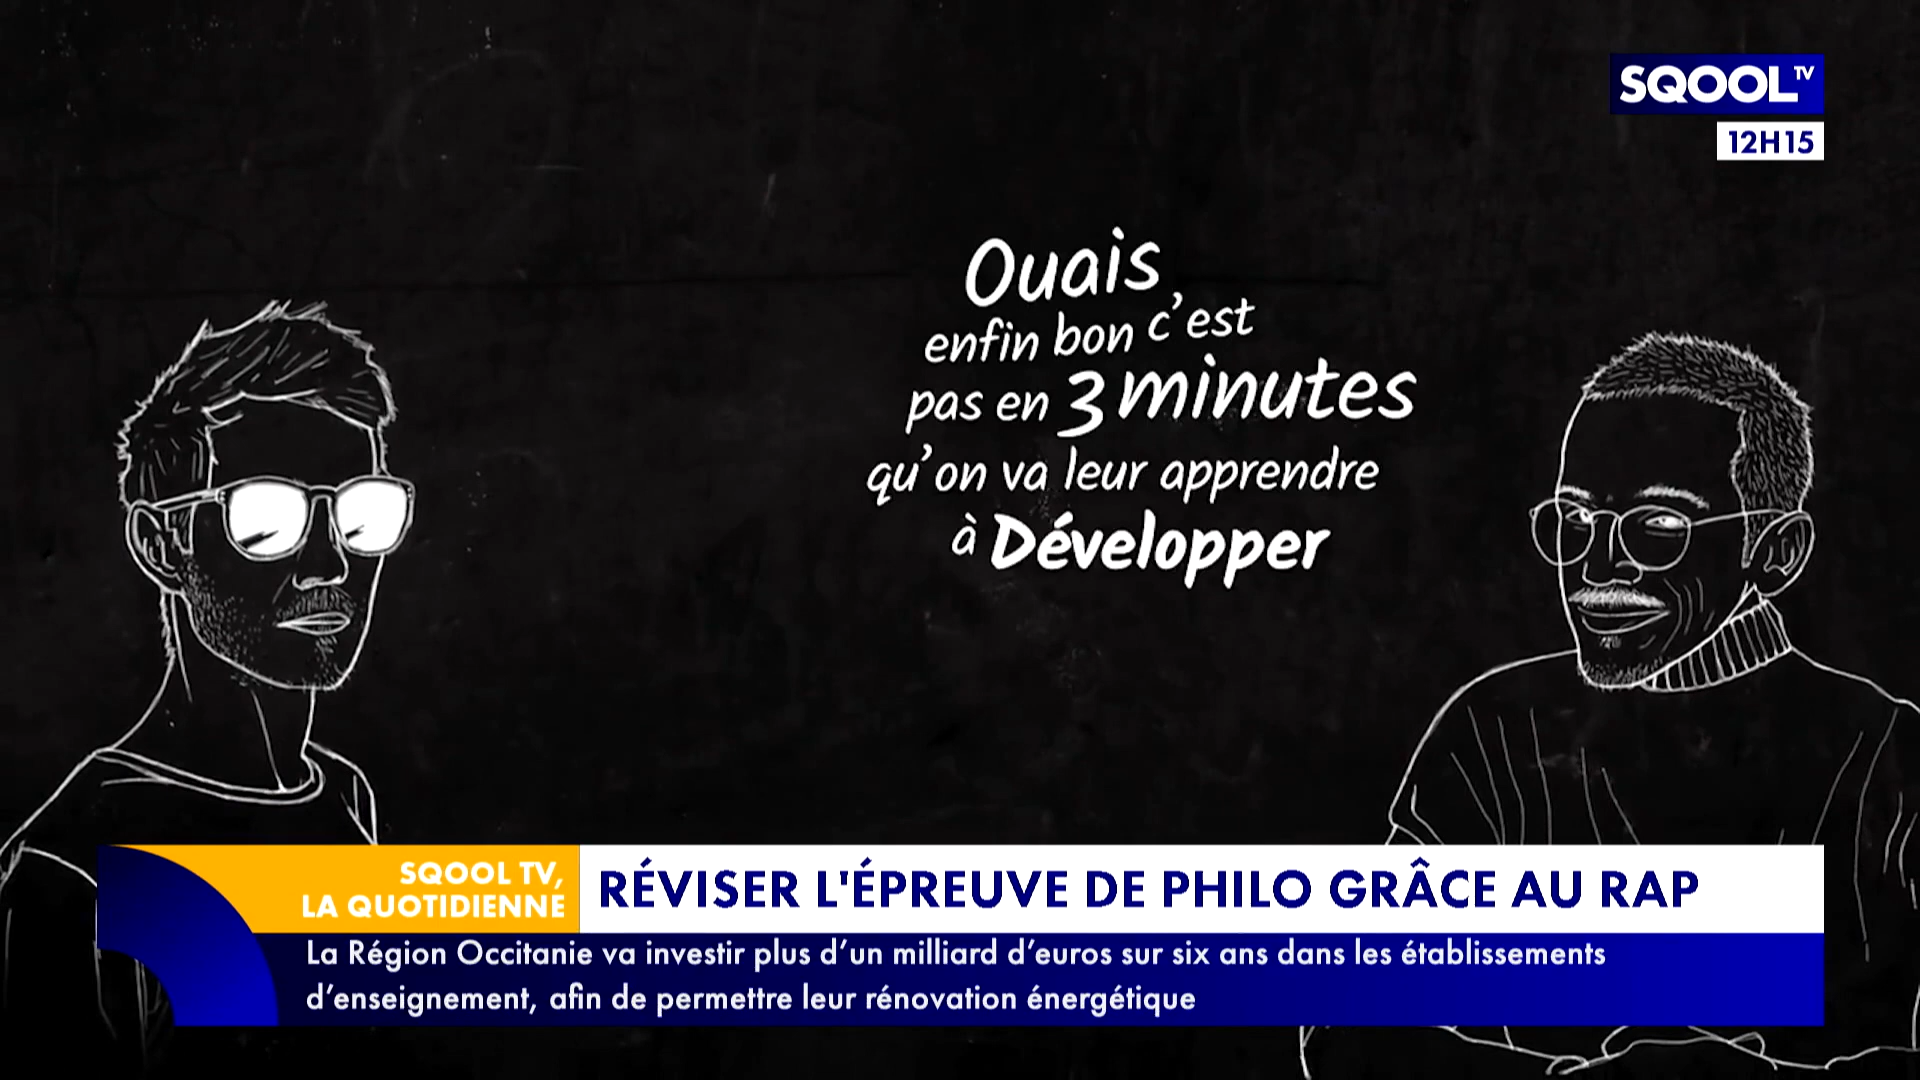 SQOOL TV
12H15
Ouais
enfin bon c'est
pas en 3 minutes
qu'on va leur apprendre
à Développer
SQOOL TV,
LA QUOTIDIENNE
RÉVISER L'ÉPREUVE DE PHILO GRÂCE AU RAP
La Région Occitanie va investir plus d’un milliard d’euros sur six ans dans les établissements
d’enseignement, afin de permettre leur rénovation énergétique